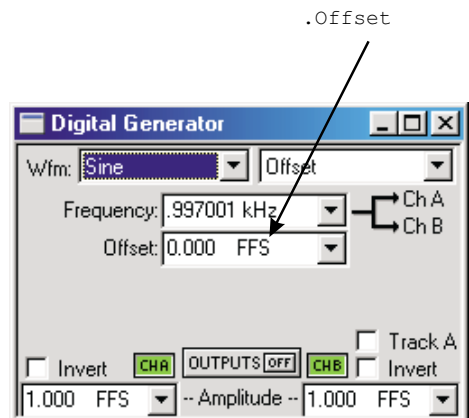 .Offset
Digital Generator
Wfm: Sine Offset
Frequency: .997001 kHz Ch A
Ch B
Offset: 0.000 FFS
Track A
Invert CHA OUTPUTS OFF CHB Invert
1.000 FFS -- Amplitude -- 1.000 FFS